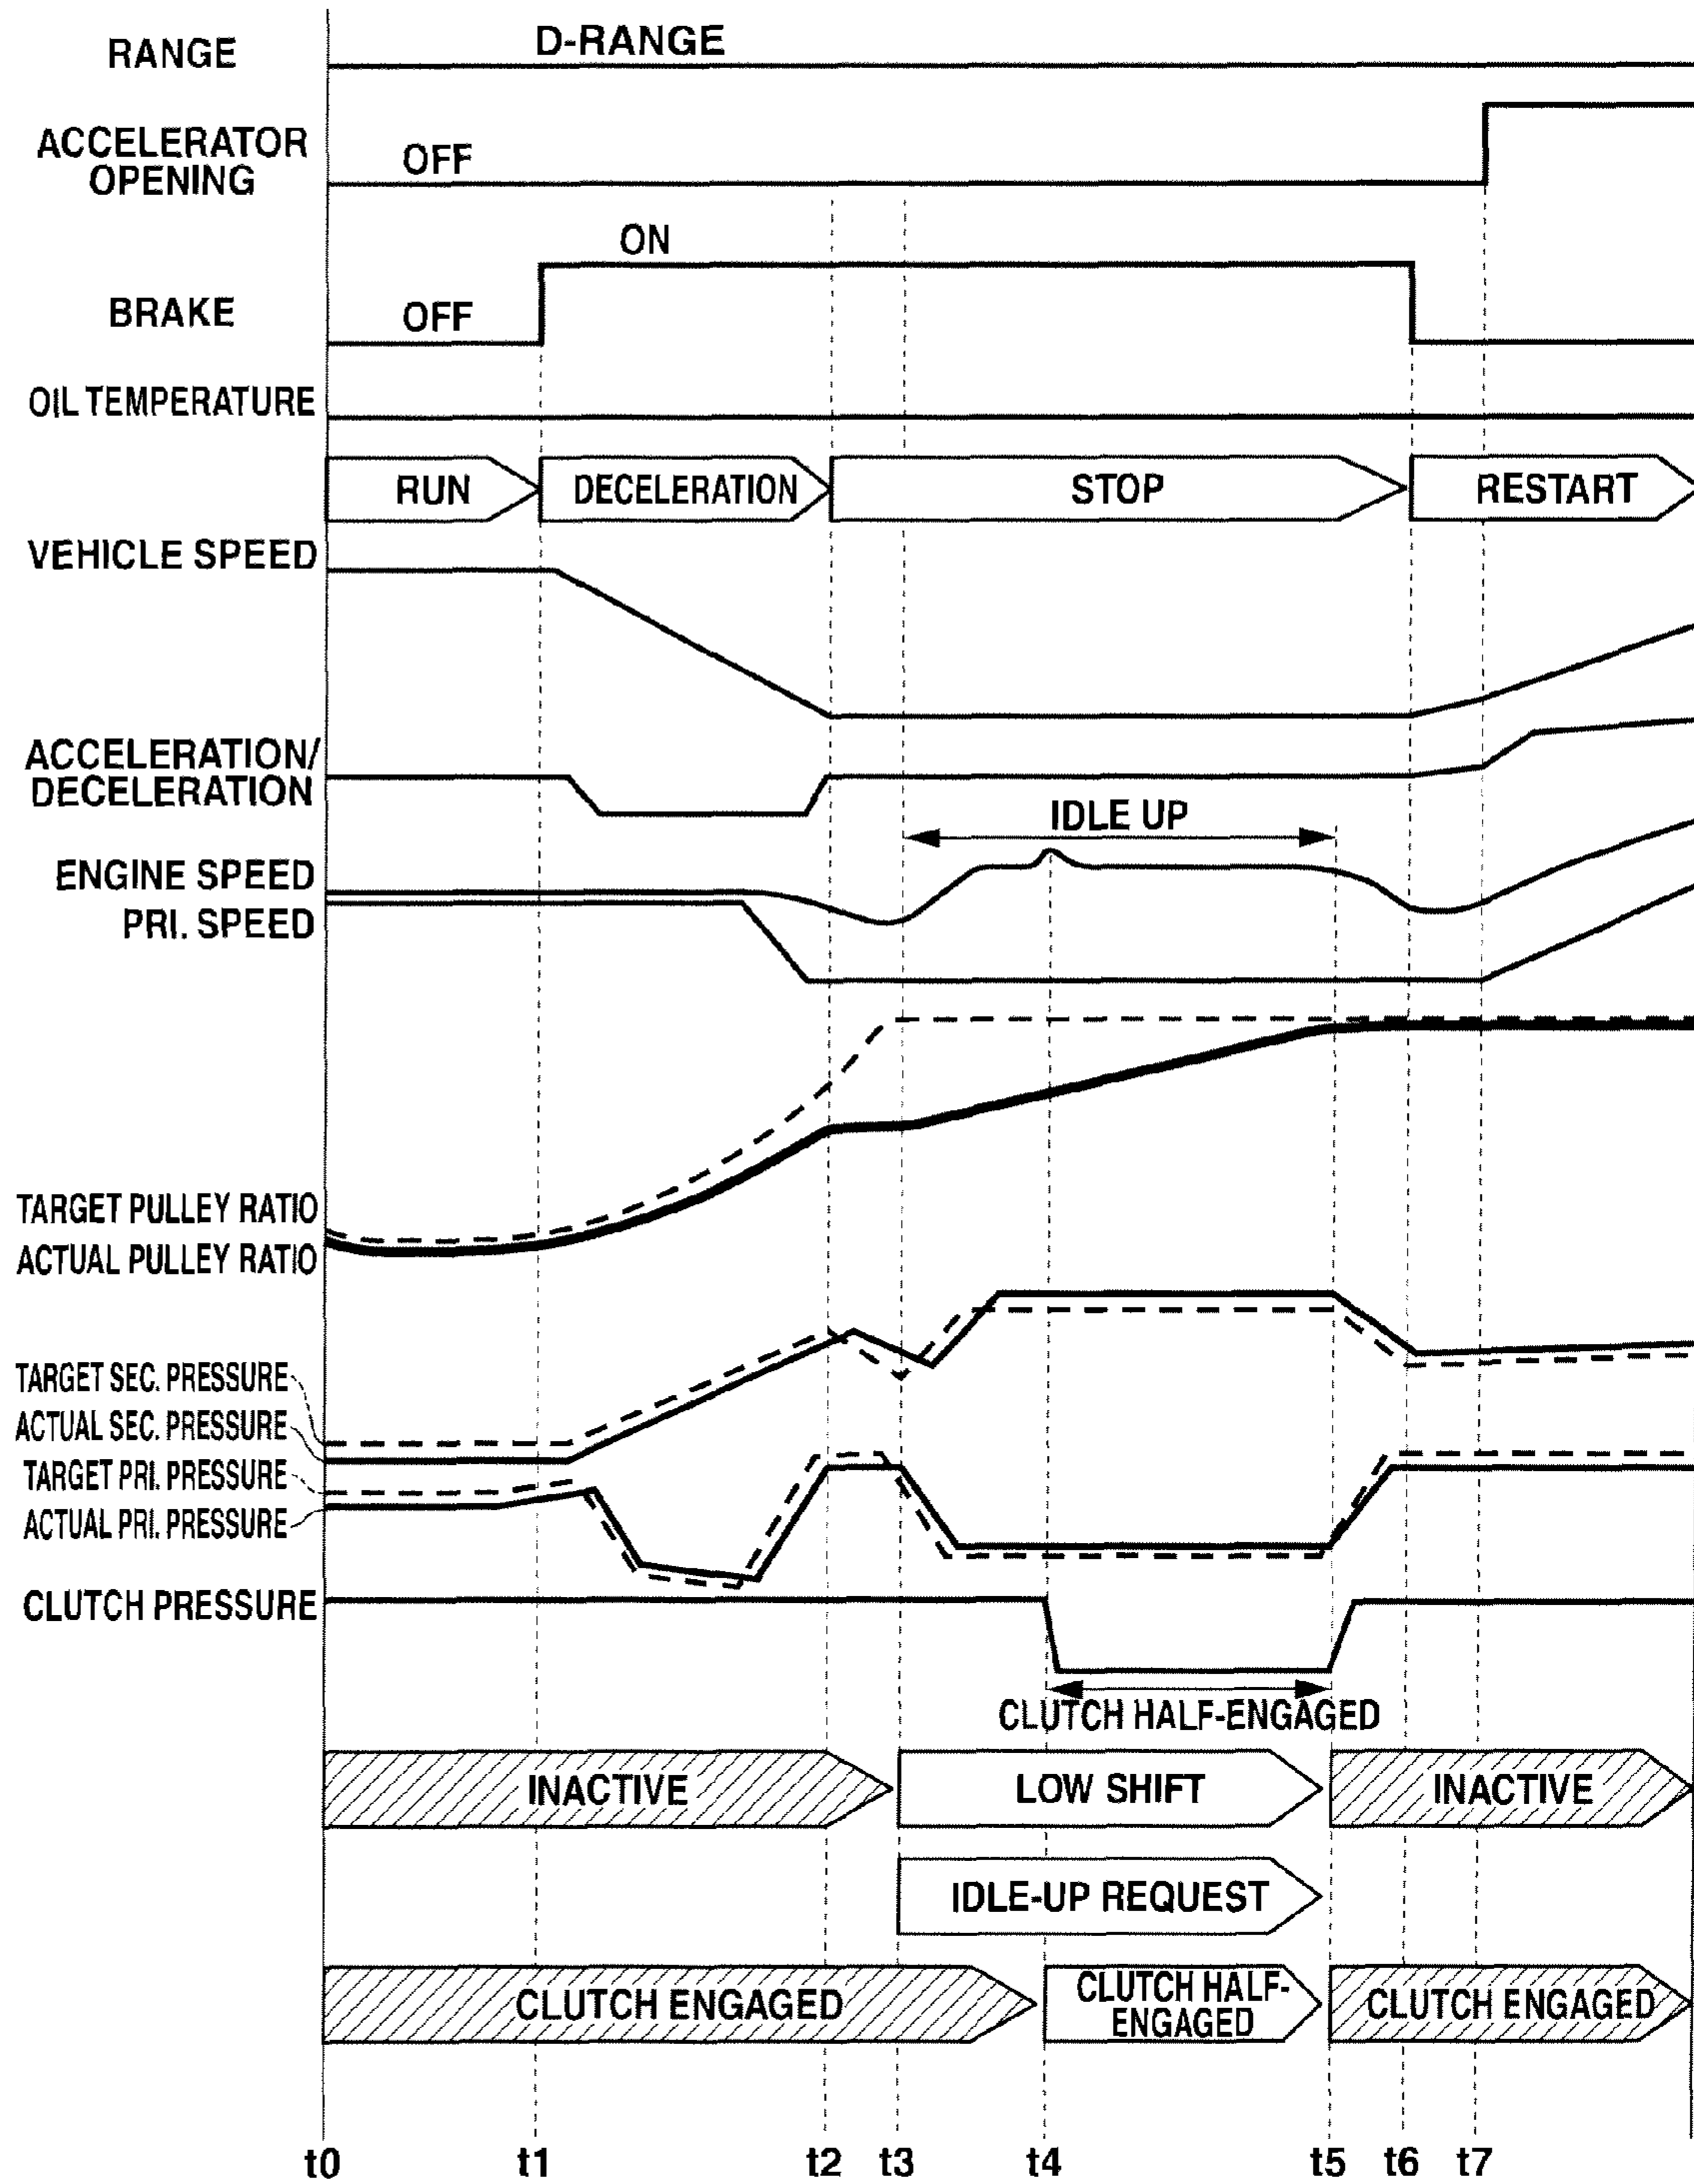 RANGE
D-RANGE
ACCELERATOR
OPENING
OFF
ON
BRAKE
OFF
OIL TEMPERATURE
RUN
DECELERATION
STOP
RESTART
VEHICLE SPEED
ACCELERATION/
DECELERATION
IDLE UP
ENGINE SPEED
PRI. SPEED
TARGET PULLEY RATIO
ACTUAL PULLEY RATIO
TARGET SEC. PRESSURE
ACTUAL SEC. PRESSURE
TARGET PRI. PRESSURE
ACTUAL PRI. PRESSURE
CLUTCH PRESSURE
CLUTCH HALF-ENGAGED
INACTIVE
LOW SHIFT
INACTIVE
IDLE-UP REQUEST
CLUTCH ENGAGED
CLUTCH HALF-
ENGAGED
CLUTCH ENGAGED
t0 t1 t2 t3 t4 t5 t6 t7